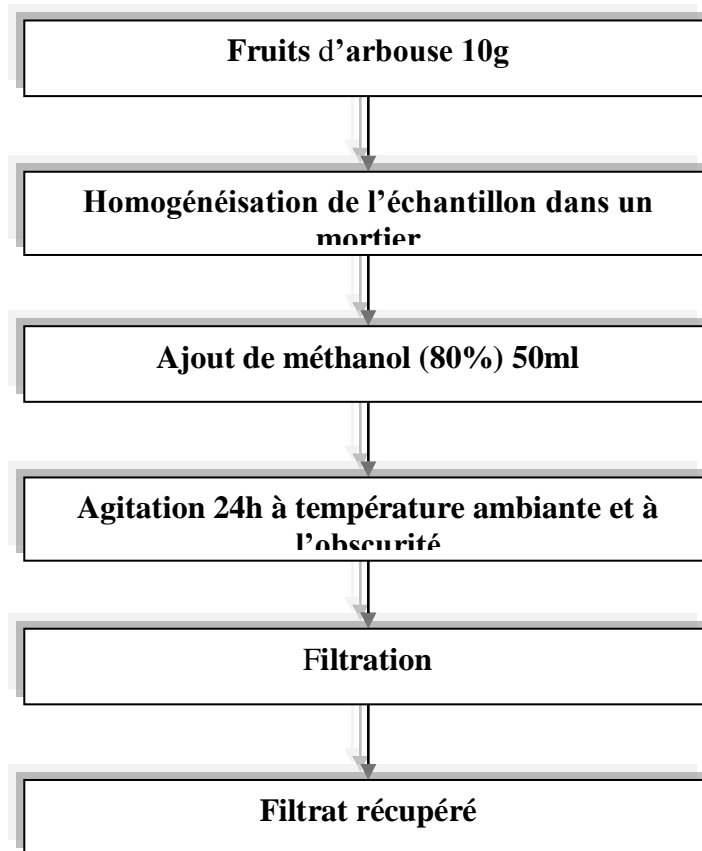 Fruits d’arbouse 10g
Homogénéisation de l’échantillon dans un
mortier
Ajout de méthanol (80%) 50ml
Agitation 24h à température ambiante et à
l’obscurité
Filtration
Filtrat récupéré